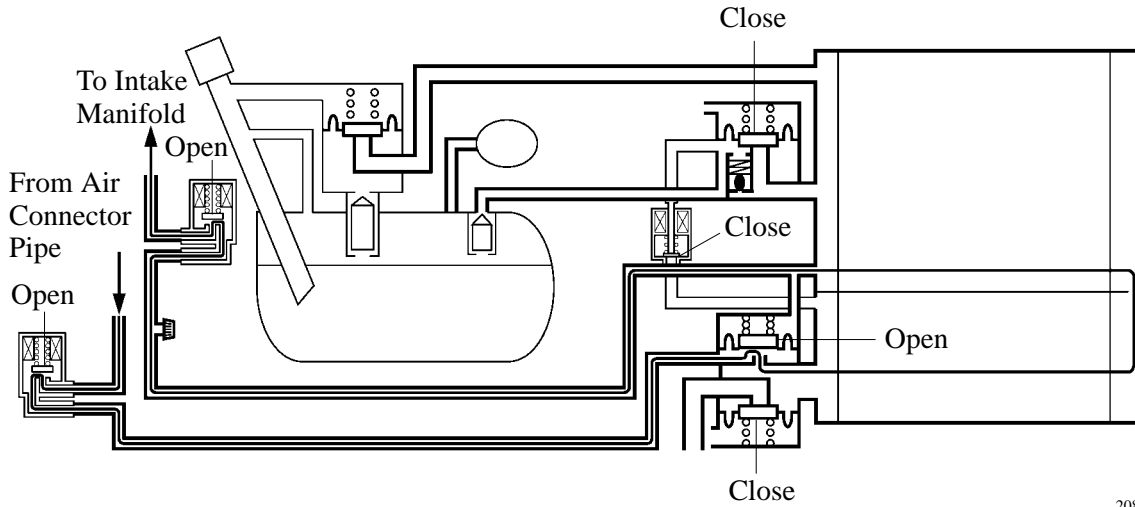 Close
To Intake
Manifold
Open
From Air
Connector
Pipe
Close
Open
Open
Close